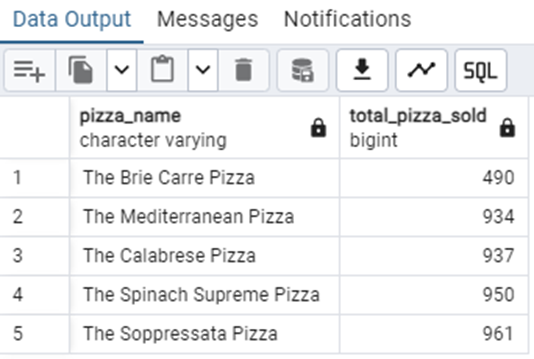 Data Output Messages Notifications
SQL
pizza_name total_pizza_sold
character varying bigint
1 The Brie Carre Pizza 490
2 The Mediterranean Pizza 934
3 The Calabrese Pizza 937
4 The Spinach Supreme Pizza 950
5 The Soppressata Pizza 961